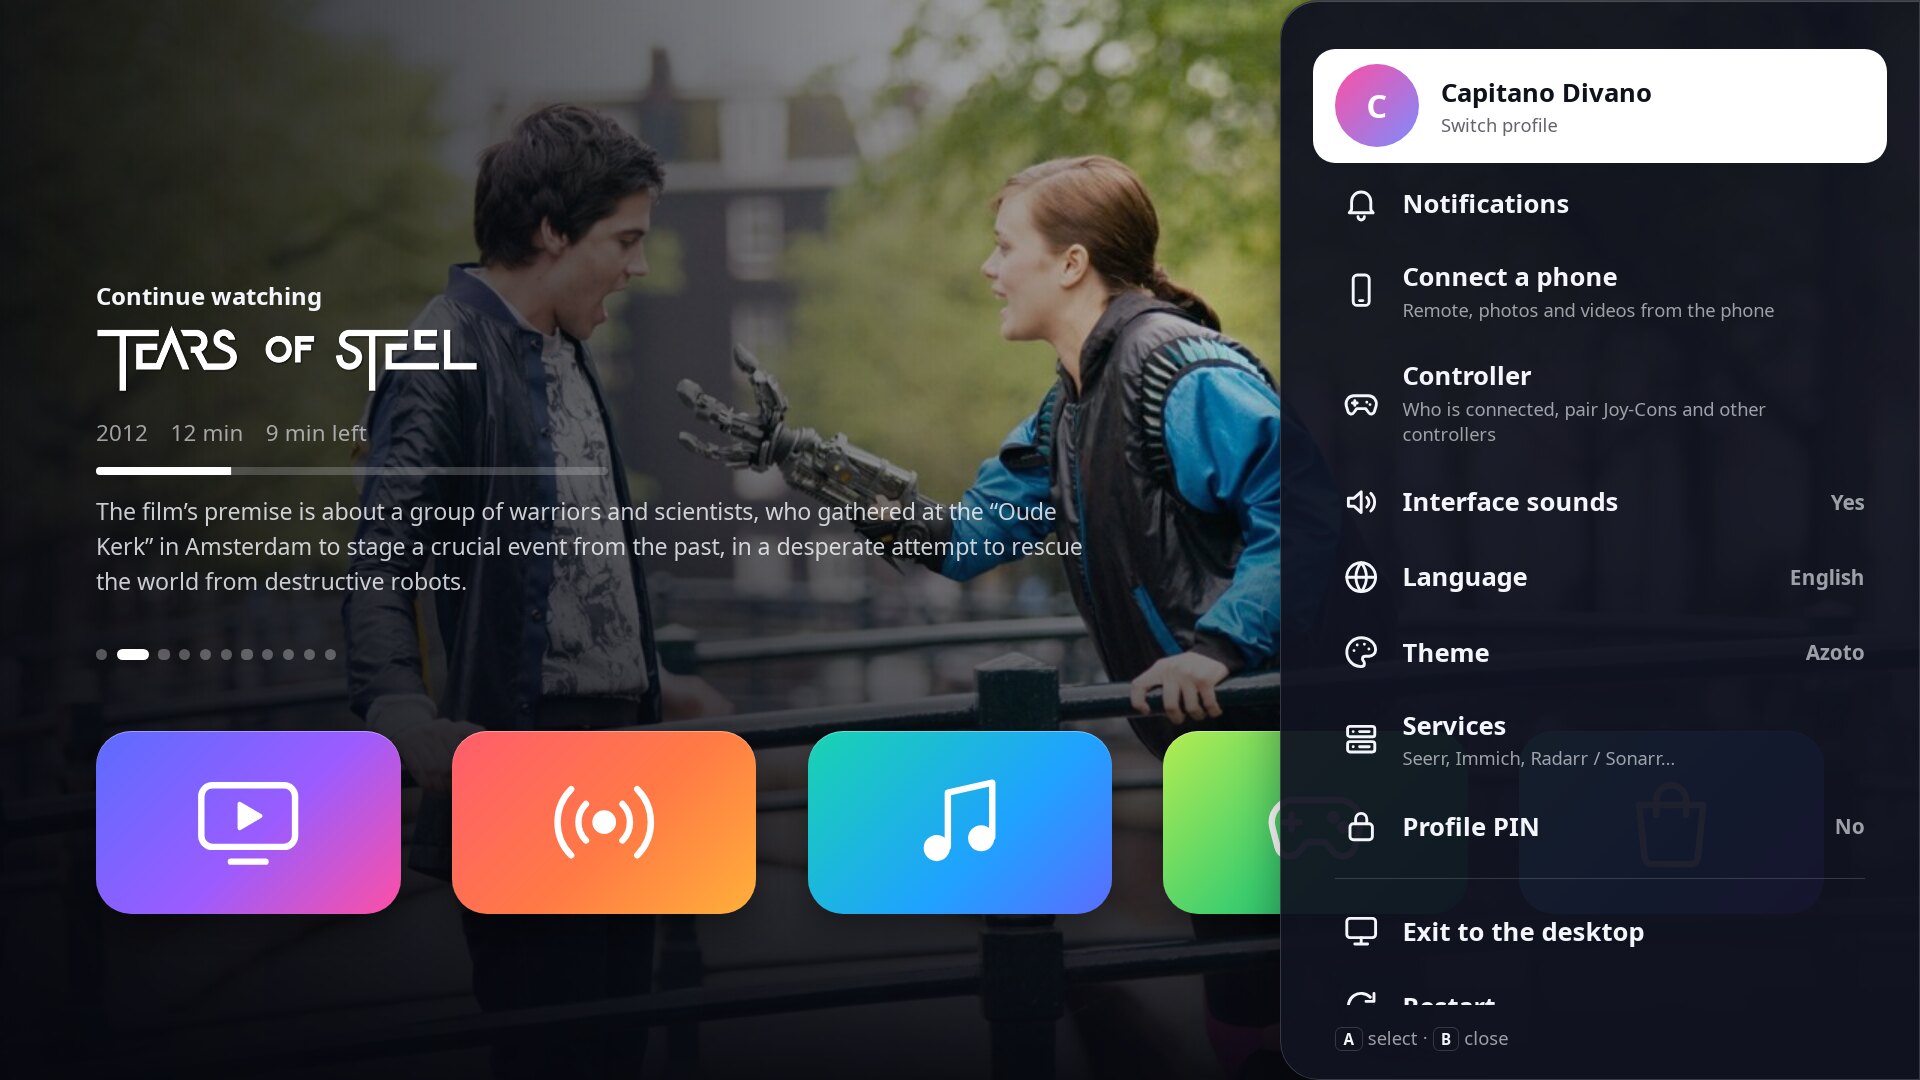 Continue watching
TEARS OF STEEL
2012 12 min 9 min left
The film’s premise is about a group of warriors and scientists, who gathered at the “Oude
Kerk” in Amsterdam to stage a crucial event from the past, in a desperate attempt to rescue
the world from destructive robots.
C
Capitano Divano
Switch profile
Notifications
Connect a phone
Remote, photos and videos from the phone
Controller
Who is connected, pair Joy-Cons and other
controllers
Interface sounds Yes
Language English
Theme Azoto
Services
Seerr, Immich, Radarr / Sonarr...
Profile PIN No
Exit to the desktop
Restart
A select · B close